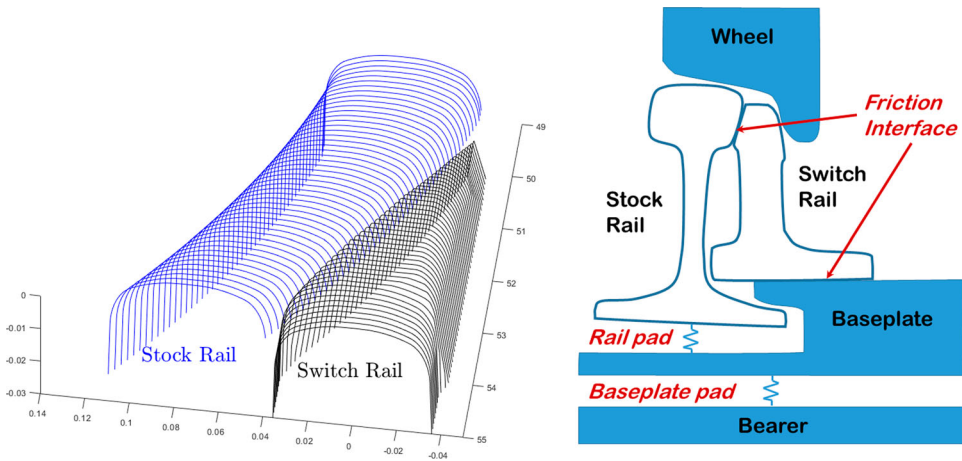 49
50
51
52
53
54
55
0
-0.01
-0.02
-0.03
0.14
0.12
0.1
0.08
0.06
0.04
0.02
0
-0.02
-0.04
Stock Rail
Switch Rail
Wheel
Friction
Interface
Switch
Rail
Stock
Rail
Baseplate
Rail pad
Baseplate pad
Bearer